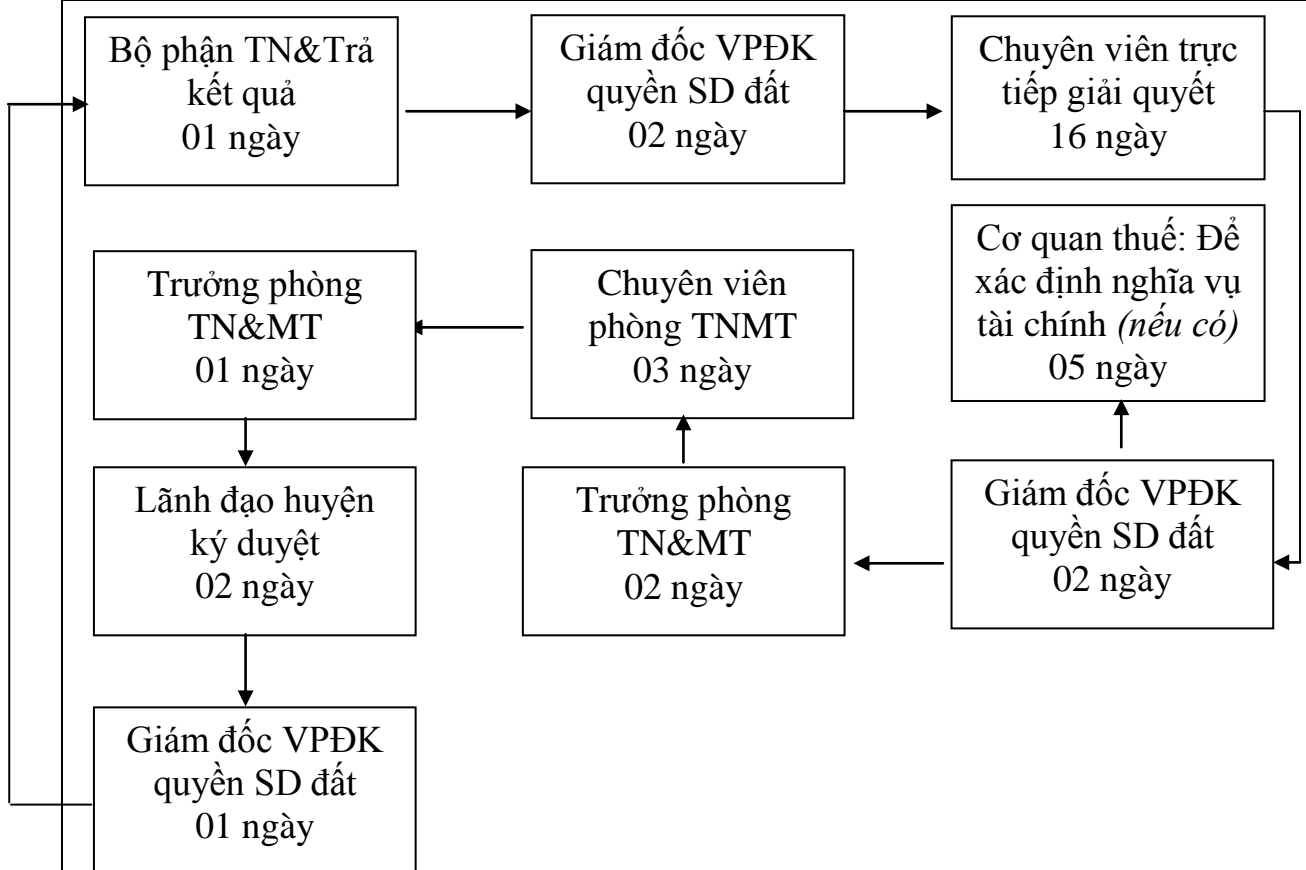 Bộ phận TN&Trả
kết quả
01 ngày
Giám đốc VPĐK
quyền SD đất
02 ngày
Chuyên viên trực
tiếp giải quyết
16 ngày
Cơ quan thuế: Để
xác định nghĩa vụ
tài chính (nếu có)
05 ngày
Chuyên viên
phòng TNMT
03 ngày
Trưởng phòng
TN&MT
01 ngày
Lãnh đạo huyện
ký duyệt
02 ngày
Trưởng phòng
TN&MT
02 ngày
Giám đốc VPĐK
quyền SD đất
02 ngày
Giám đốc VPĐK
quyền SD đất
01 ngày